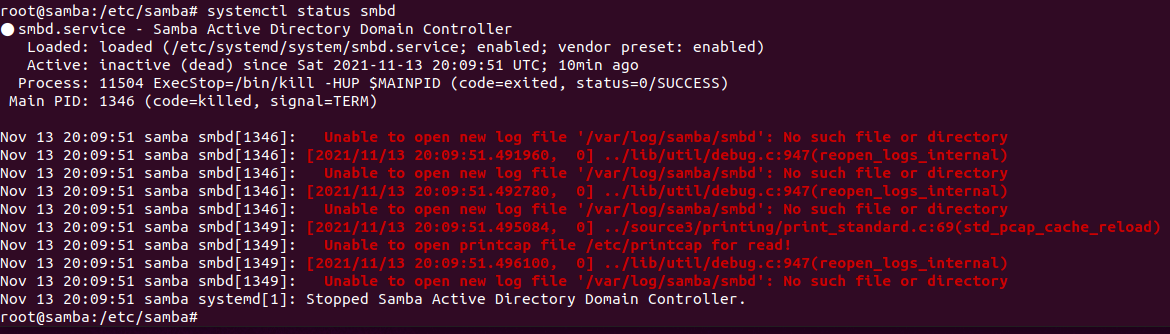 root@samba:/etc/samba# systemctl status smbd
● smbd.service - Samba Active Directory Domain Controller
   Loaded: loaded (/etc/systemd/system/smbd.service; enabled; vendor preset: enabled)
   Active: inactive (dead) since Sat 2021-11-13 20:09:51 UTC; 10min ago
  Process: 11504 ExecStop=/bin/kill -HUP $MAINPID (code=exited, status=0/SUCCESS)
 Main PID: 1346 (code=killed, signal=TERM)

Nov 13 20:09:51 samba smbd[1346]:   Unable to open new log file '/var/log/samba/smbd': No such file or directory
Nov 13 20:09:51 samba smbd[1346]: [2021/11/13 20:09:51.491960,  0] ../lib/util/debug.c:947(reopen_logs_internal)
Nov 13 20:09:51 samba smbd[1346]:   Unable to open new log file '/var/log/samba/smbd': No such file or directory
Nov 13 20:09:51 samba smbd[1346]: [2021/11/13 20:09:51.492780,  0] ../lib/util/debug.c:947(reopen_logs_internal)
Nov 13 20:09:51 samba smbd[1346]:   Unable to open new log file '/var/log/samba/smbd': No such file or directory
Nov 13 20:09:51 samba smbd[1349]: [2021/11/13 20:09:51.495084,  0] ../source3/printing/print_standard.c:69(std_pcap_cache_reload)
Nov 13 20:09:51 samba smbd[1349]:   Unable to open printcap file /etc/printcap for read!
Nov 13 20:09:51 samba smbd[1349]: [2021/11/13 20:09:51.496100,  0] ../lib/util/debug.c:947(reopen_logs_internal)
Nov 13 20:09:51 samba smbd[1349]:   Unable to open new log file '/var/log/samba/smbd': No such file or directory
Nov 13 20:09:51 samba systemd[1]: Stopped Samba Active Directory Domain Controller.
root@samba:/etc/samba#